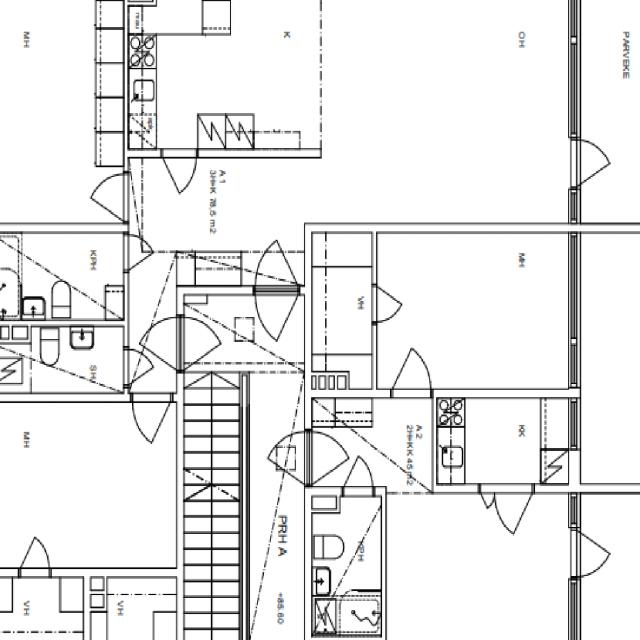 MH
K
OH
PARVEKE
A 1
3H+K 78,5 m2
KPH
MH
VH
SH
A 2
2H+KK 45 m2
KK
MH
PRH A
+85.60
KPH
VH
VH